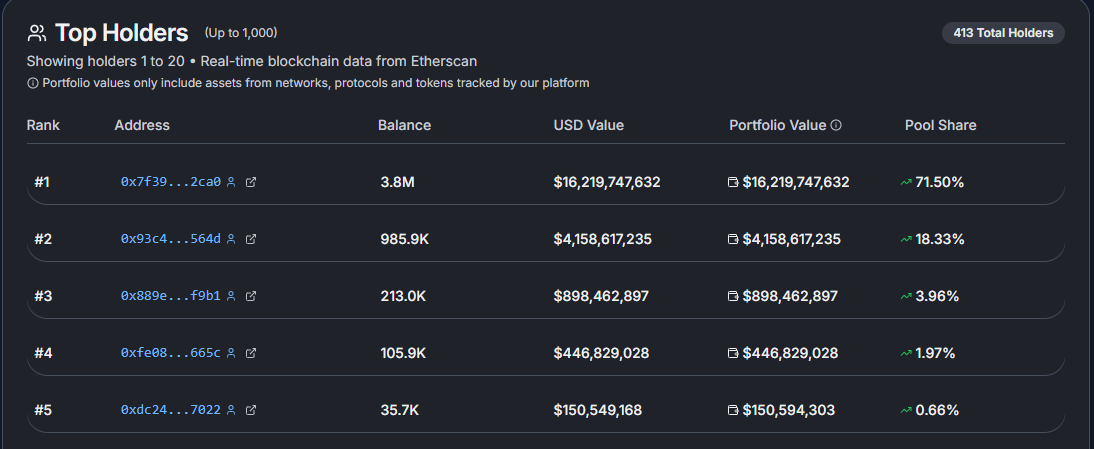 Top Holders (Up to 1,000) 413 Total Holders
Showing holders 1 to 20 • Real-time blockchain data from Etherscan
Portfolio values only include assets from networks, protocols and tokens tracked by our platform
Rank Address Balance USD Value Portfolio Value Pool Share
#1 0x7f39...2ca0 3.8M $16,219,747,632 $16,219,747,632 71.50%
#2 0x93c4...564d 985.9K $4,158,617,235 $4,158,617,235 18.33%
#3 0x889e...f9b1 213.0K $898,462,897 $898,462,897 3.96%
#4 0xfe08...665c 105.9K $446,829,028 $446,829,028 1.97%
#5 0xdc24...7022 35.7K $150,549,168 $150,594,303 0.66%